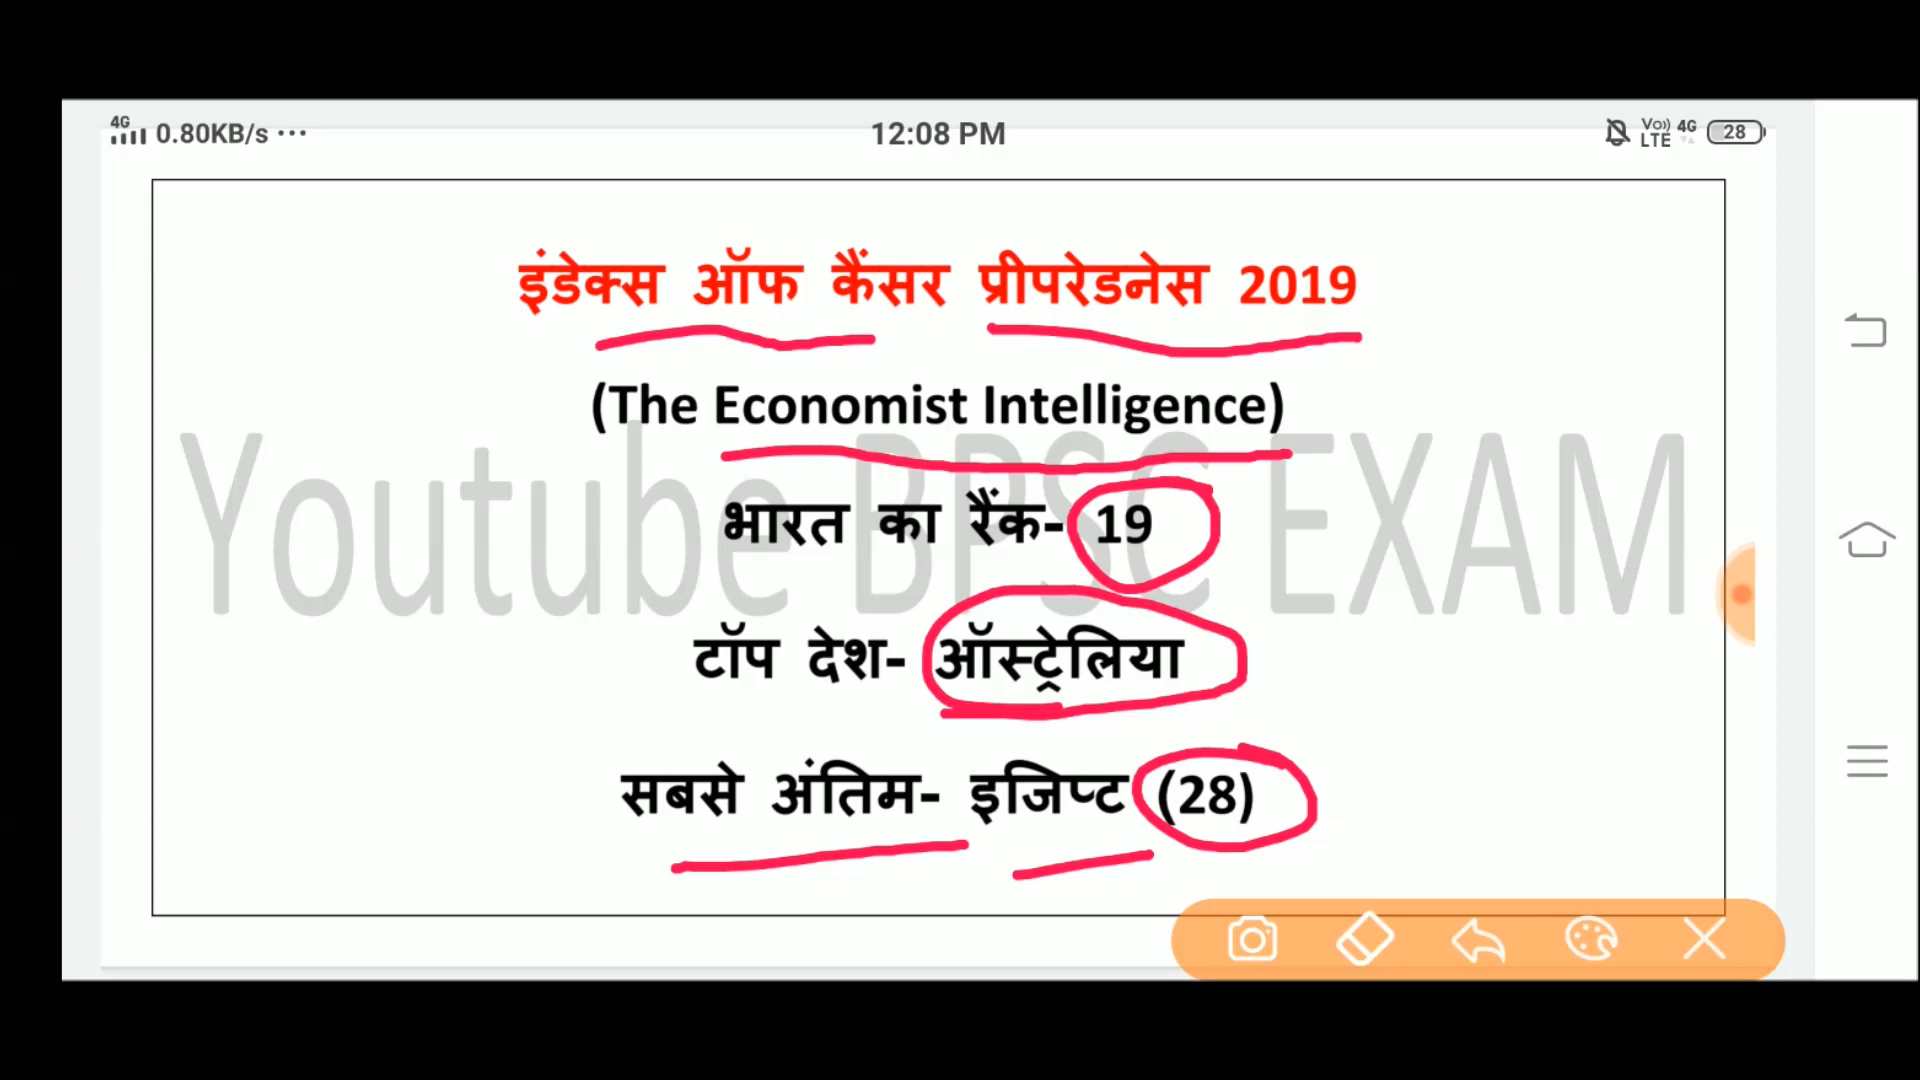 4G 0.80KB/s ... 12:08 PM Vo) LTE 4G 28
इंडेक्स ऑफ कैंसर प्रीपरेडनेस 2019
(The Economist Intelligence)
Youtube BPSC EXAM
भारत का रैंक- 19
टॉप देश- ऑस्ट्रेलिया
सबसे अंतिम- इजिप्ट (28)